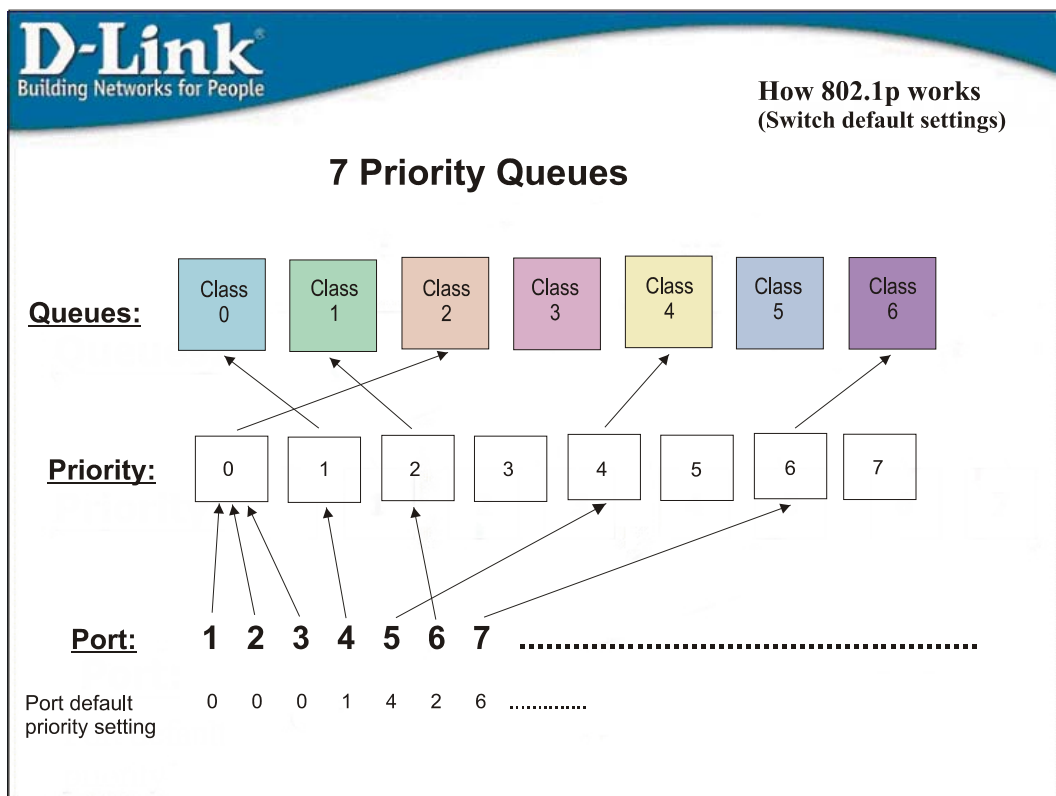 D-Link®
Building Networks for People
How 802.1p works
(Switch default settings)
7 Priority Queues
Queues:
Class 0
Class 1
Class 2
Class 3
Class 4
Class 5
Class 6
Priority:
0 1 2 3 4 5 6 7
Port:
1 2 3 4 5 6 7 ................................................
Port default priority setting
0 0 0 1 4 2 6 ..............